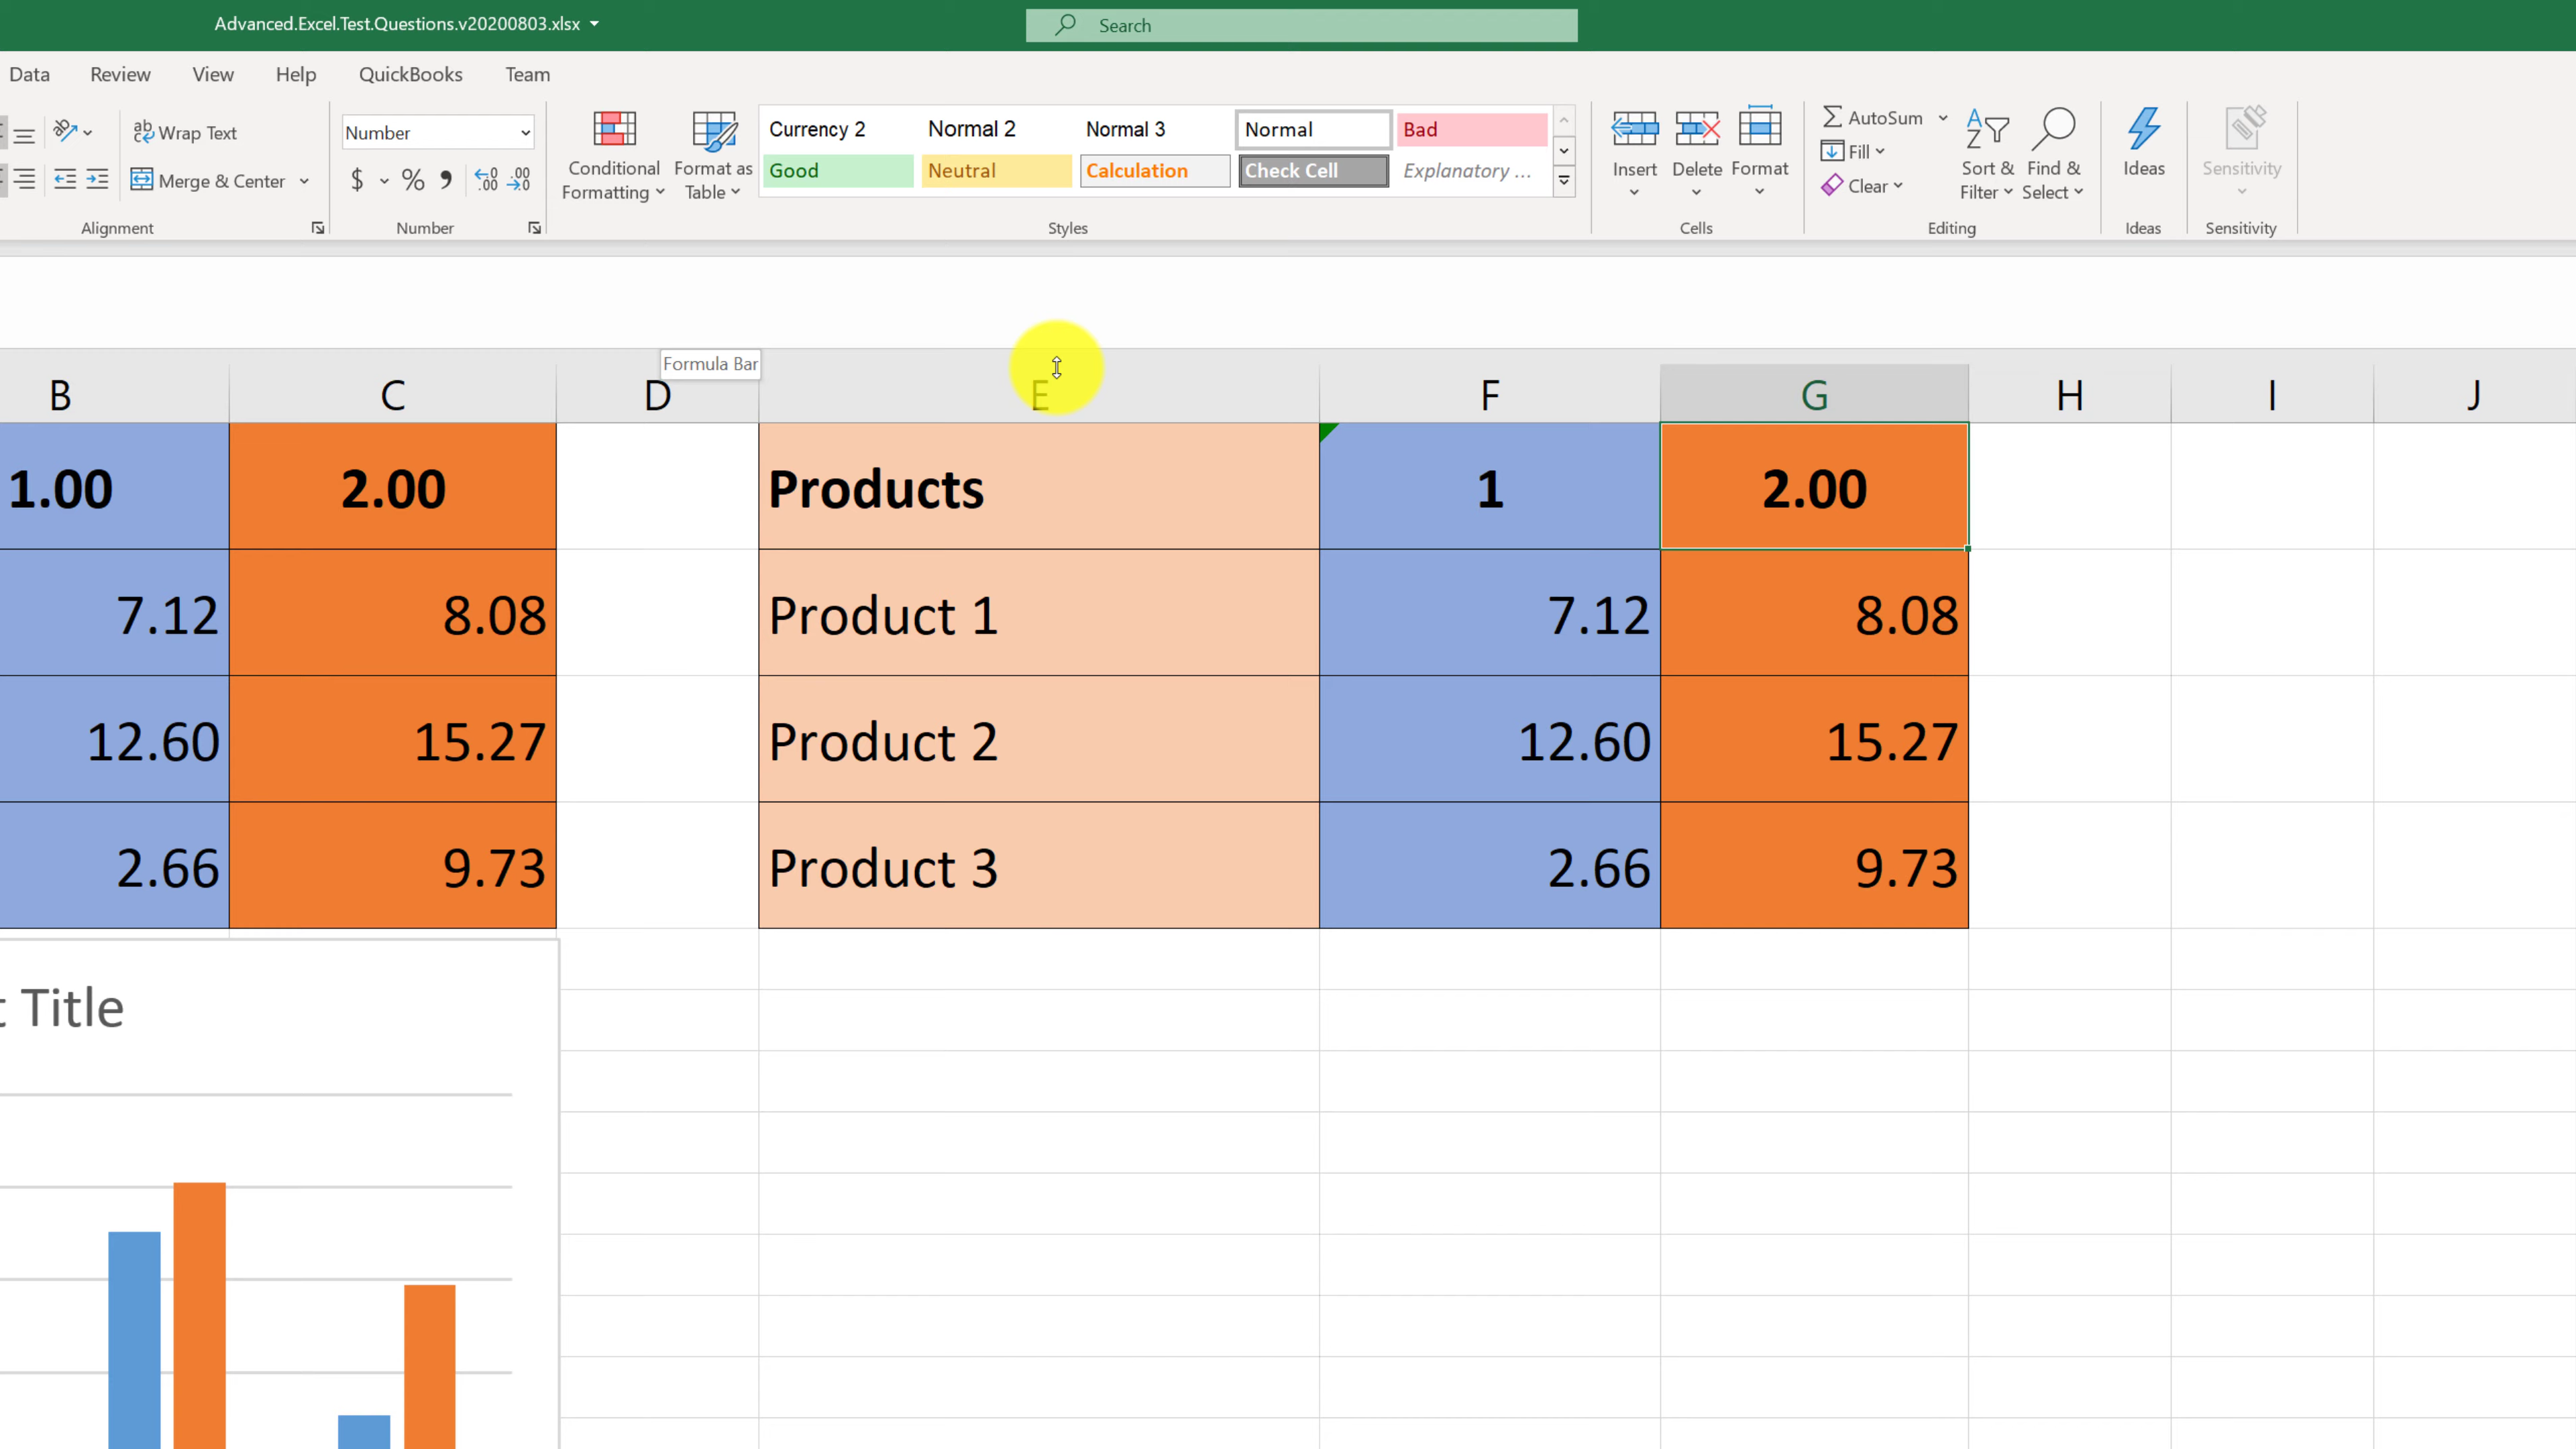 Advanced.Excel.Test.Questions.v20200803.xlsx
Search
Data Review View Help QuickBooks Team
Wrap Text
Merge & Center
Alignment
Number
$ % 9 .00 .00
Number
Conditional Formatting
Format as Table
Currency 2 Normal 2 Normal 3 Normal Bad
Good Neutral Calculation Check Cell Explanatory ...
Styles
Insert Delete Format
Cells
AutoSum
Fill
Clear
Sort & Filter
Find & Select
Editing
Ideas
Ideas
Sensitivity
Sensitivity
Formula Bar
B C D E F G H I J
1.00 2.00 Products 1 2.00
7.12 8.08 Product 1 7.12 8.08
12.60 15.27 Product 2 12.60 15.27
2.66 9.73 Product 3 2.66 9.73
t Title